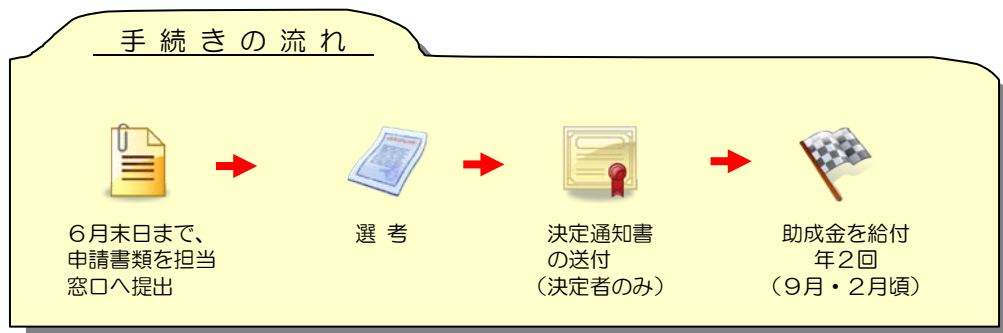 手続きの流れ
6月末日まで、
申請書類を担当
窓口へ提出
選考
決定通知書
の送付
（決定者のみ）
助成金を給付
年2回
（9月・2月頃）